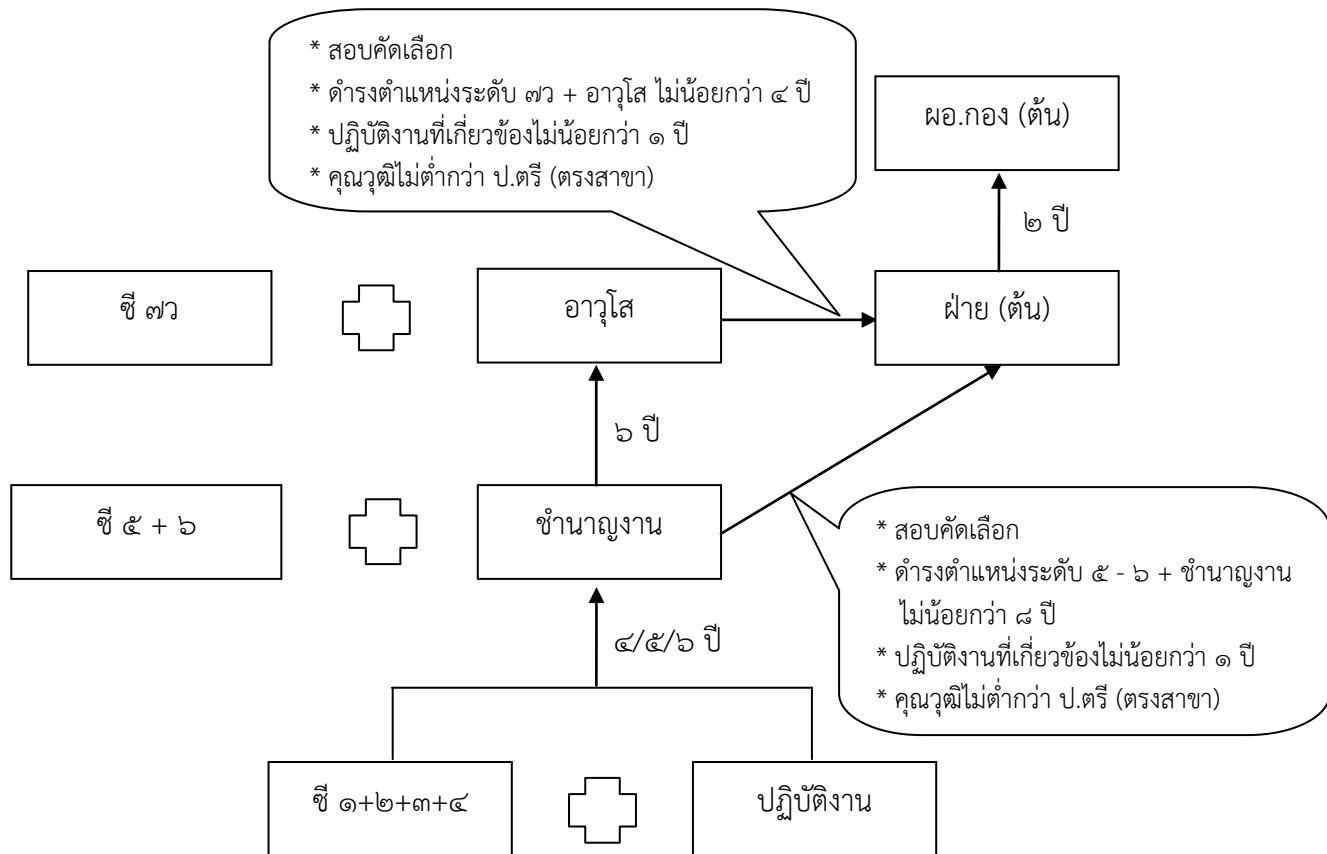 * สอบคัดเลือก
* ดำรงตำแหน่งระดับ ๗ว + อาวุโส ไม่น้อยกว่า ๔ ปี
* ปฏิบัติงานที่เกี่ยวข้องไม่น้อยกว่า ๑ ปี
* คุณวุฒิไม่ต่ำกว่า ป.ตรี (ตรงสาขา)
ผอ.กอง (ต้น)
๒ ปี
ซี ๗ว
อาวุโส
ฝ่าย (ต้น)
๖ ปี
ซี ๕ + ๖
ชำนาญงาน
* สอบคัดเลือก
* ดำรงตำแหน่งระดับ ๕ - ๖ + ชำนาญงาน
ไม่น้อยกว่า ๘ ปี
* ปฏิบัติงานที่เกี่ยวข้องไม่น้อยกว่า ๑ ปี
* คุณวุฒิไม่ต่ำกว่า ป.ตรี (ตรงสาขา)
๔/๕/๖ ปี
ซี ๑+๒+๓+๔
ปฏิบัติงาน